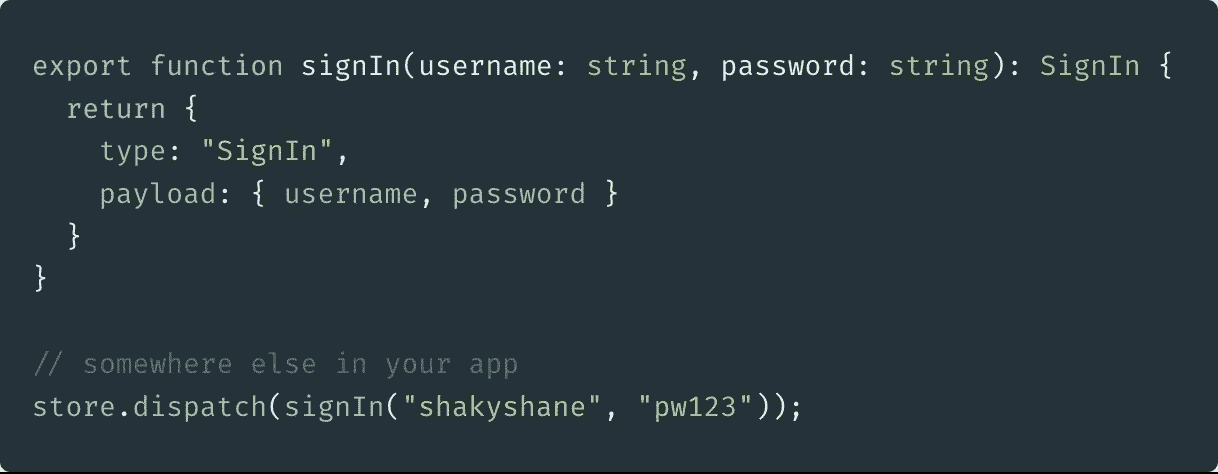 export function signIn(username: string, password: string): SignIn {
  return {
    type: "SignIn",
    payload: { username, password }
  }
}

// somewhere else in your app
store.dispatch(signIn("shakyshane", "pw123"));